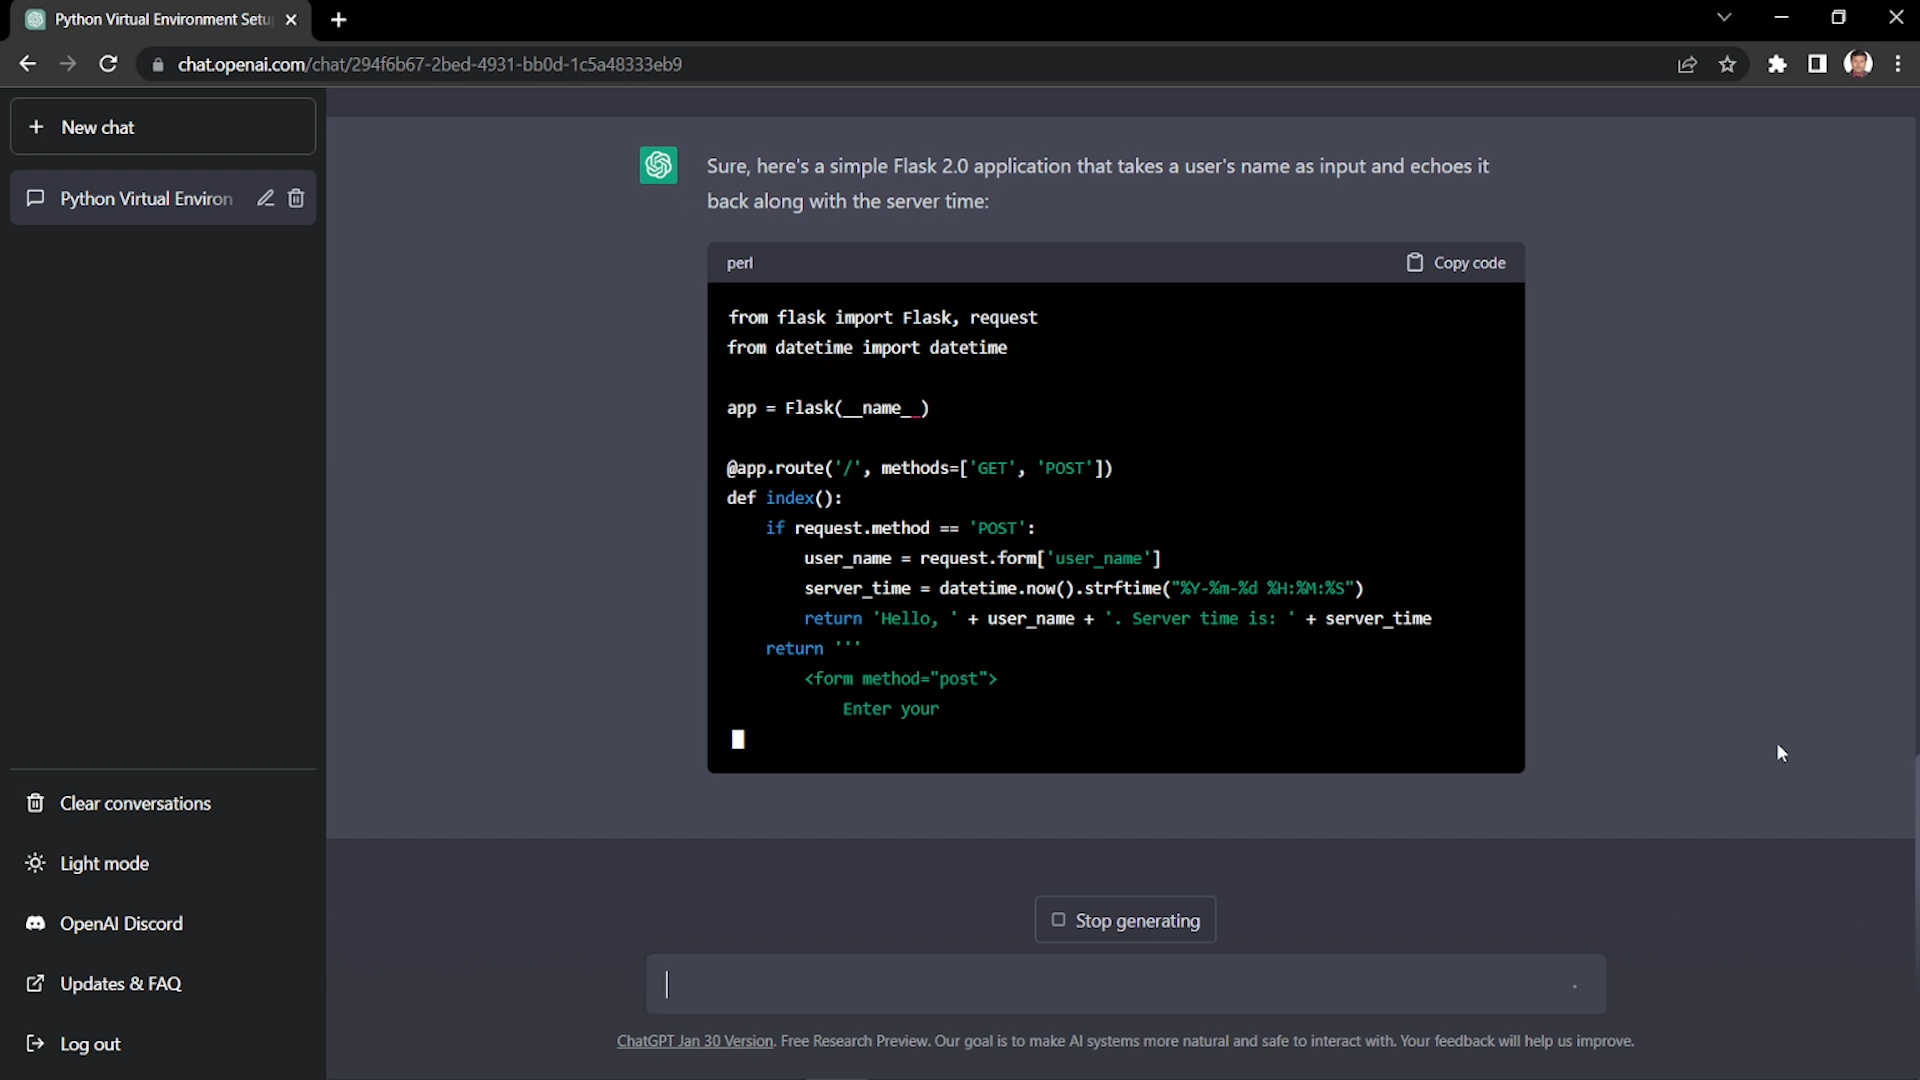 Python Virtual Environment Setu
chat.openai.com/chat/294f6b67-2bed-4931-bb0d-1c5a48333eb9
New chat
Python Virtual Environ
Sure, here's a simple Flask 2.0 application that takes a user's name as input and echoes it
back along with the server time:
perl
Copy code
from flask import Flask, request
from datetime import datetime
app = Flask(__name__)
@app.route('/', methods=['GET', 'POST'])
def index():
    if request.method == 'POST':
        user_name = request.form['user_name']
        server_time = datetime.now().strftime("%Y-%m-%d %H:%M:%S")
        return 'Hello, ' + user_name + '. Server time is: ' + server_time
    return '''
        <form method="post">
            Enter your
Clear conversations
Light mode
OpenAI Discord
Updates & FAQ
Log out
Stop generating
ChatGPT Jan 30 Version. Free Research Preview. Our goal is to make AI systems more natural and safe to interact with. Your feedback will help us improve.